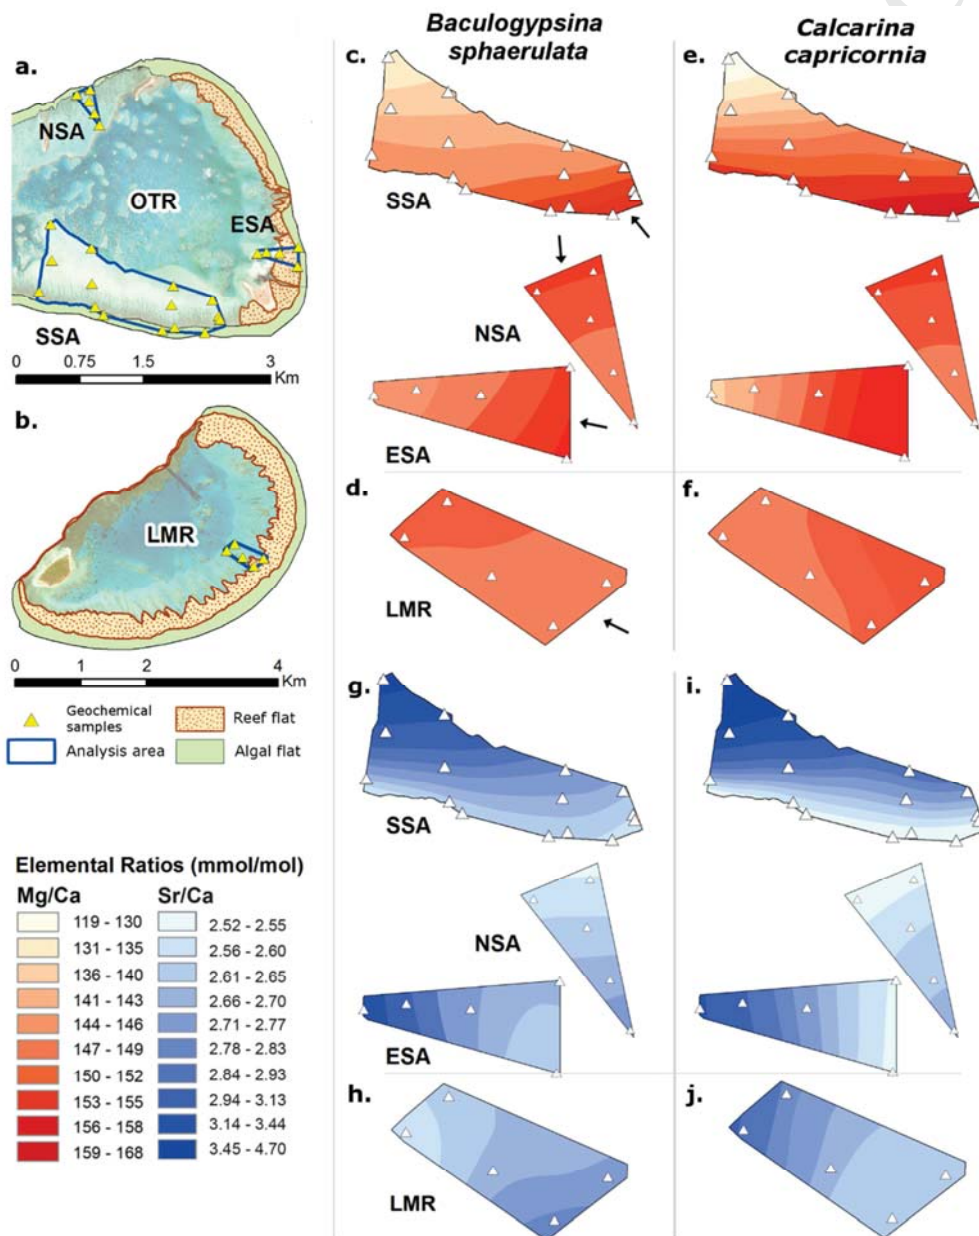 Baculogypsina
sphaerulata
Calcarina
capricornia
a.
NSA
OTR
ESA
SSA
0 0.75 1.5 3
Km
b.
LMR
0 1 2 4
Km
Geochemical
samples
Reef flat
Analysis area
Algal flat
Elemental Ratios (mmol/mol)
Mg/Ca Sr/Ca
119 - 130 2.52 - 2.55
131 - 135 2.56 - 2.60
136 - 140 2.61 - 2.65
141 - 143 2.66 - 2.70
144 - 146 2.71 - 2.77
147 - 149 2.78 - 2.83
150 - 152 2.84 - 2.93
153 - 155 2.94 - 3.13
156 - 158 3.14 - 3.44
159 - 168 3.45 - 4.70
c.
e.
SSA
NSA
ESA
d.
f.
LMR
g.
i.
SSA
NSA
ESA
h.
j.
LMR